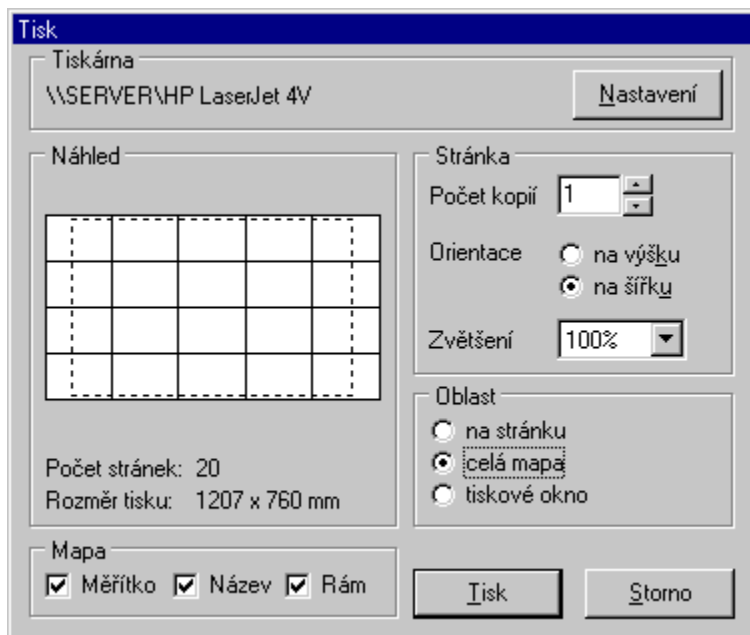 Tisk
Tiskárna
\\SERVER\HP LaserJet 4V
Nastavení
Náhled
Počet stránek: 20
Rozměr tisku: 1207 x 760 mm
Stránka
Počet kopií 1
Orientace na výšku
na šířku
Zvětšení 100%
Oblast
na stránku
celá mapa
tiskové okno
Mapa
Měřítko Název Rám
Tisk Storno